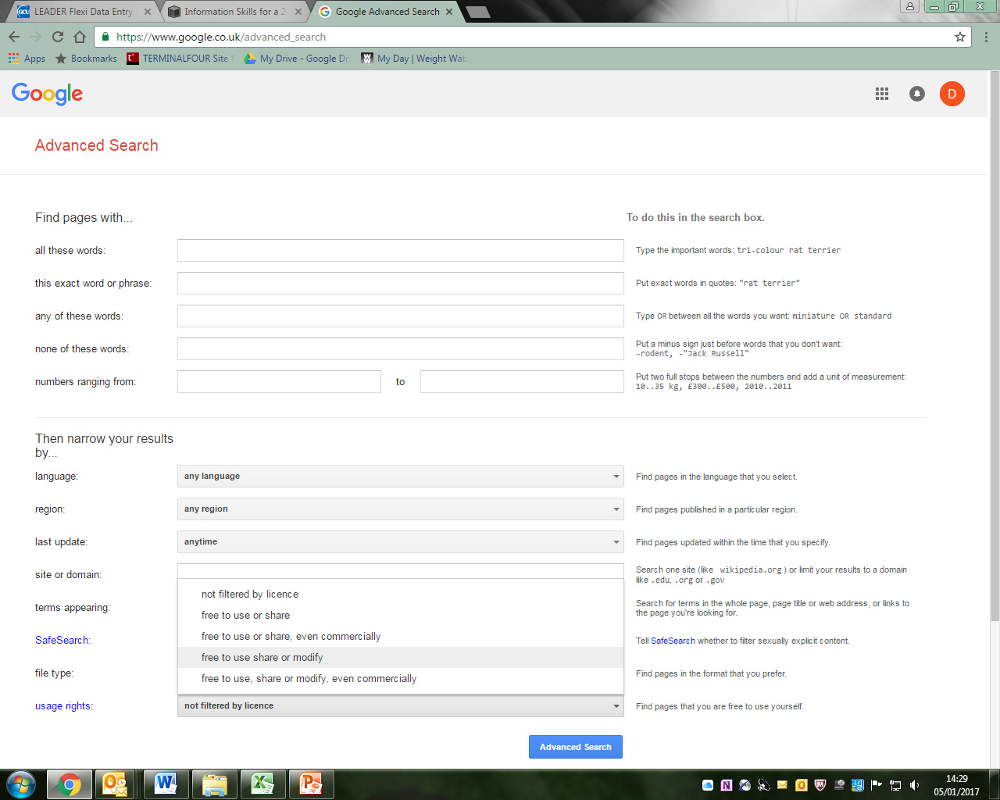 LEADER Flexi Data Entry
Information Skills for a 2
Google Advanced Search
https://www.google.co.uk/advanced_search
Apps
Bookmarks
TERMINALFOUR Site
My Drive - Google Dr
My Day | Weight Wat
Google
D
Advanced Search
Find pages with...
To do this in the search box.
all these words:
Type the important words: tri-colour rat terrier
this exact word or phrase:
Put exact words in quotes: "rat terrier"
any of these words:
Type OR between all the words you want: miniature OR standard
none of these words:
Put a minus sign just before words that you don't want:
-rodent, -"Jack Russell"
numbers ranging from:
to
Put two full stops between the numbers and add a unit of measurement:
10..35 kg, £300..£500, 2010..2011
Then narrow your results
by...
language:
any language
Find pages in the language that you select.
region:
any region
Find pages published in a particular region.
last update:
anytime
Find pages updated within the time that you specify.
site or domain:
Search one site (like wikipedia.org ) or limit your results to a domain
like .edu, .org or .gov
not filtered by licence
terms appearing:
Search for terms in the whole page, page title or web address, or links to
the page you're looking for.
free to use or share
free to use or share, even commercially
SafeSearch:
Tell SafeSearch whether to filter sexually explicit content.
free to use share or modify
file type:
Find pages in the format that you prefer.
free to use, share or modify, even commercially
usage rights:
not filtered by licence
Find pages that you are free to use yourself.
Advanced Search
14:29
05/01/2017